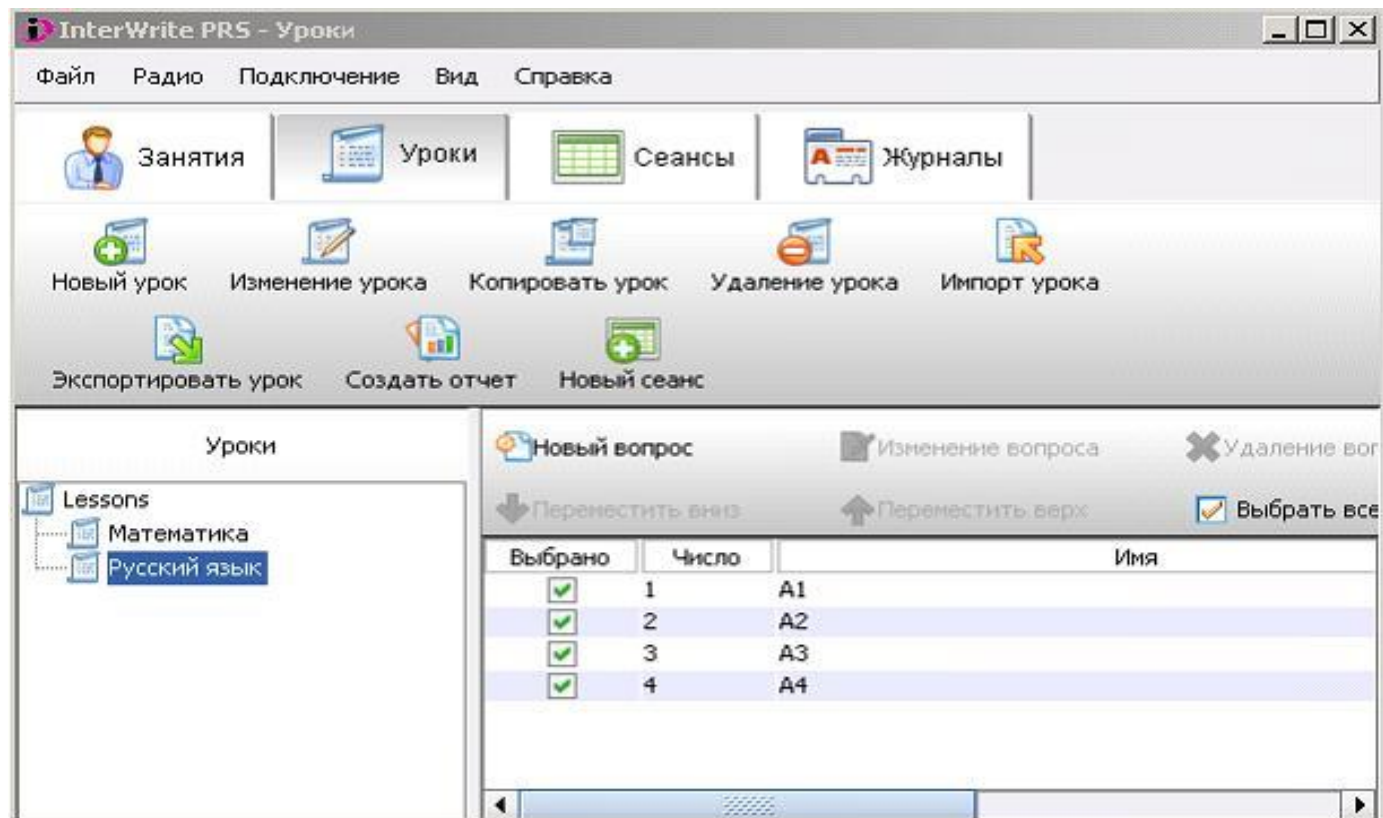 InterWrite PRS - Уроки
Файл Радио Подключение Вид Справка
Занятия Уроки Сеансы Журналы
Новый урок Изменение урока Копировать урок Удаление урока Импорт урока
Экспортировать урок Создать отчет Новый сеанс
Уроки
Новый вопрос Изменение вопроса Удаление воп
Переместить вниз Переместить верх Выбрать все
Lessons
Математика
Русский язык
Выбрано Число Имя
1 A1
2 A2
3 A3
4 A4